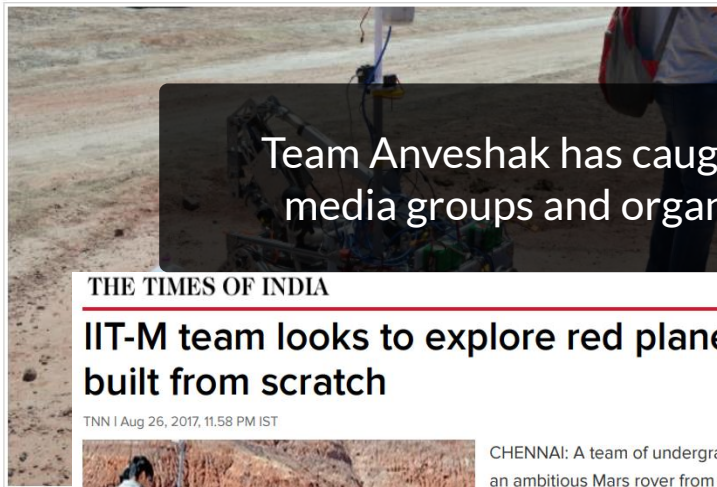 Team Anveshak has caug
media groups and organ
THE TIMES OF INDIA
IIT-M team looks to explore red plane
built from scratch
TNN I Aug 26, 2017, 11.58 PM IST
CHENNAI: A team of undergra
an ambitious Mars rover from